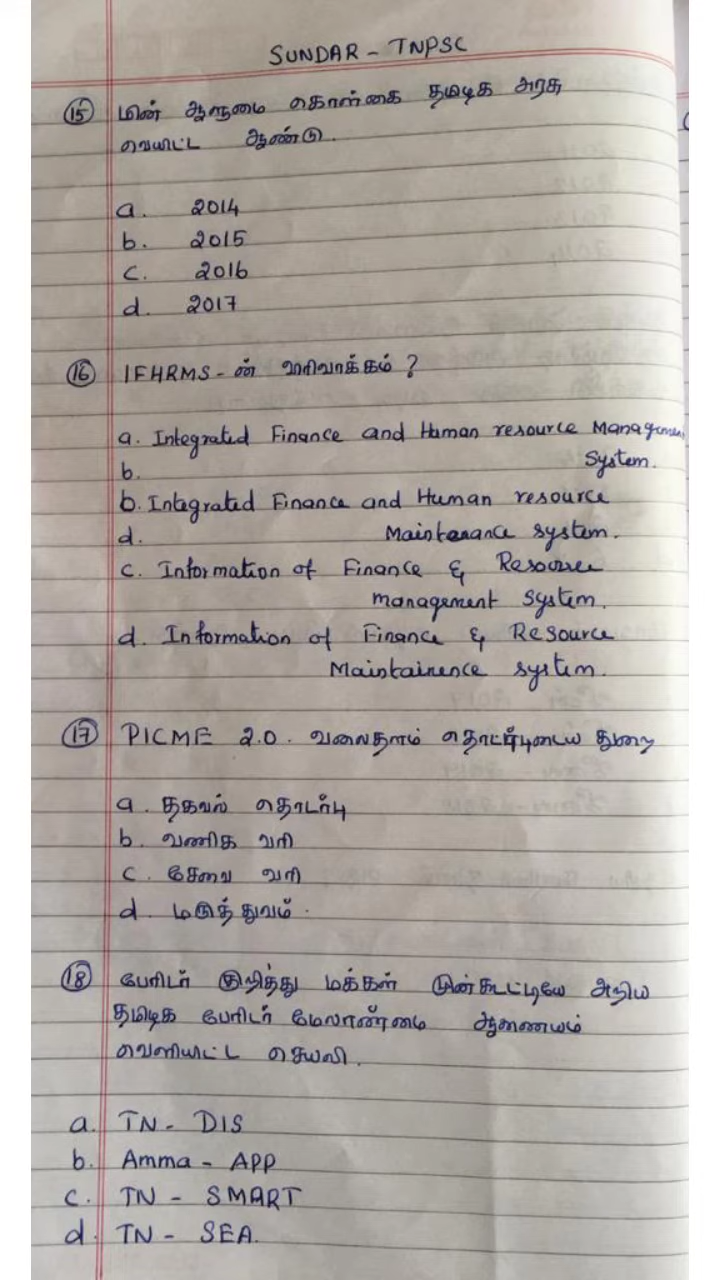 SUNDAR - TNPSC
15 மின் ஆளுமை கொள்கை தமிழக அரசு
வெயிட்ட ஆண்டு.
a. 2014
b. 2015
c. 2016
d. 2017
16 IFHRMS - ன் விரிவாக்கம் ?
a. Integrated Finance and Human resource Management
System.
b.
b. Integrated Finance and Human resource
d. Maintenance system.
c. Information of Finance & Resource
management System.
d. Information of Finance & Resource
Maintainence system.
17 PICME 2.0. வலைதளம் தொடர்புடைய துறை
a. தகவல் தொடர்பு
b. வணிக வரி
c. சேவை வரி
d. மருத்துவம்.
18 பேரிடர் குறித்து மக்கள் முன்கூட்டியே அறிய
தமிழக பேரிடர் மேலாண்மை ஆணையம்
வெளியிட்ட செயலி.
a. TN - DIS
b. Amma - APP
c. TN - SMART
d. TN - SEA.